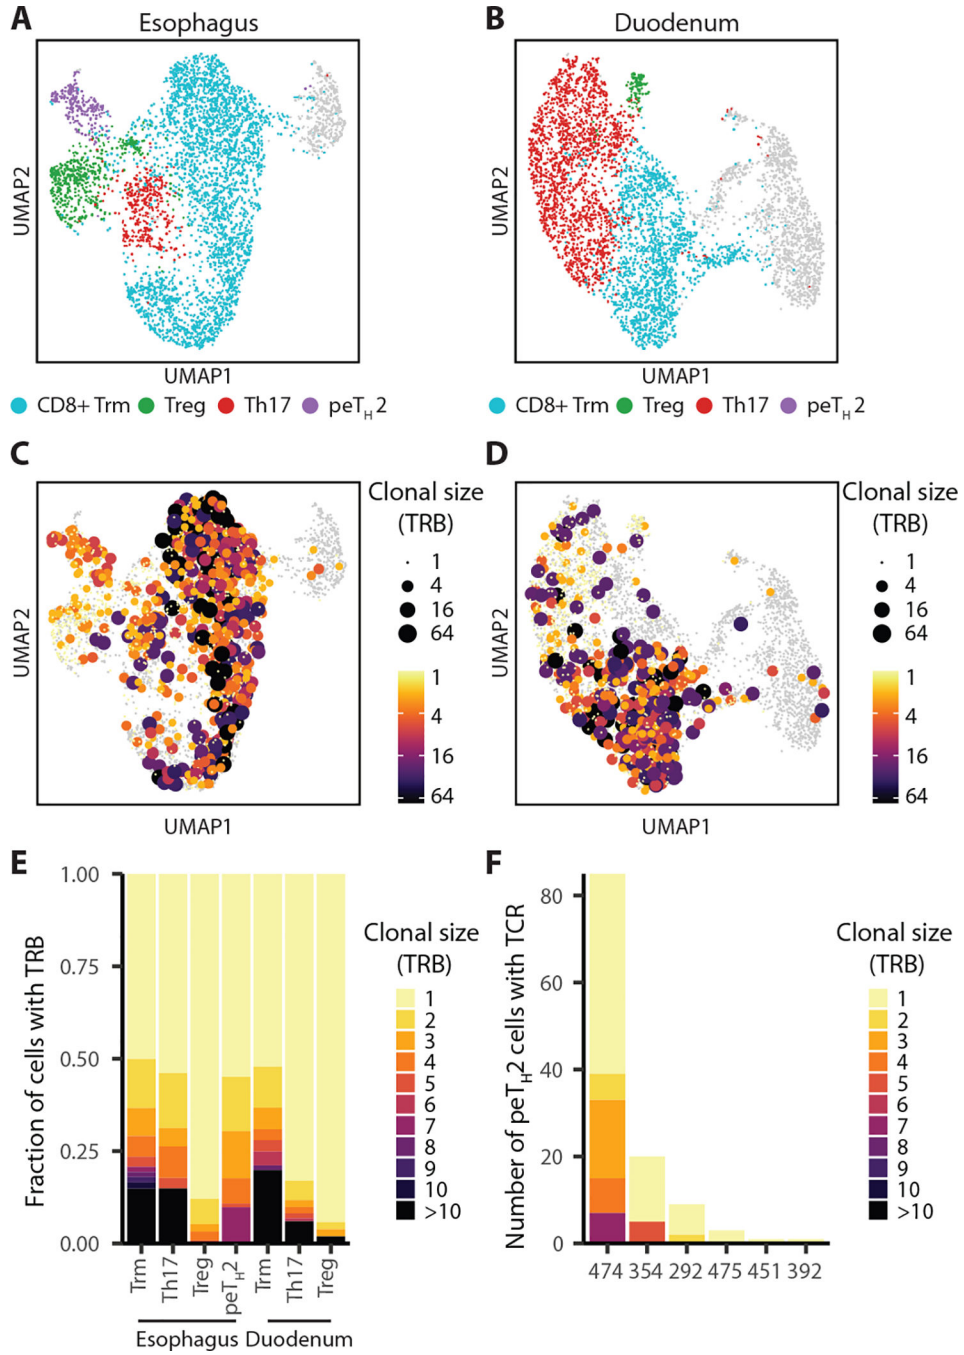 A Esophagus
UMAP2
UMAP1
CD8+ Trm Treg Th17 peTH2
B Duodenum
UMAP2
UMAP1
CD8+ Trm Treg Th17 peTH2
C
UMAP2
UMAP1
Clonal size
(TRB)
1
4
16
64
1
4
16
64
D
UMAP2
UMAP1
Clonal size
(TRB)
1
4
16
64
1
4
16
64
E
Fraction of cells with TRB
1.00
0.75
0.50
0.25
0.00
Trm Th17 Treg peTH2 Trm Th17 Treg
Esophagus Duodenum
Clonal size
(TRB)
1
2
3
4
5
6
7
8
9
10
>10
F
Number of peTH2 cells with TCR
80
60
40
20
0
474 354 292 475 451 392
Clonal size
(TRB)
1
2
3
4
5
6
7
8
9
10
>10